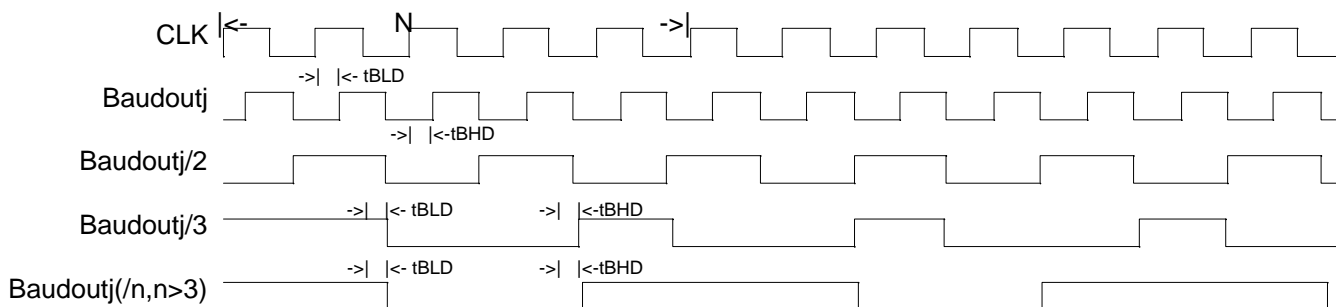 |<- N ->|
CLK
->| |<- tBLD
Baudoutj
->| |<-tBHD
Baudoutj/2
->| |<- tBLD ->| |<-tBHD
Baudoutj/3
->| |<- tBLD ->| |<-tBHD
Baudoutj(/n,n>3)